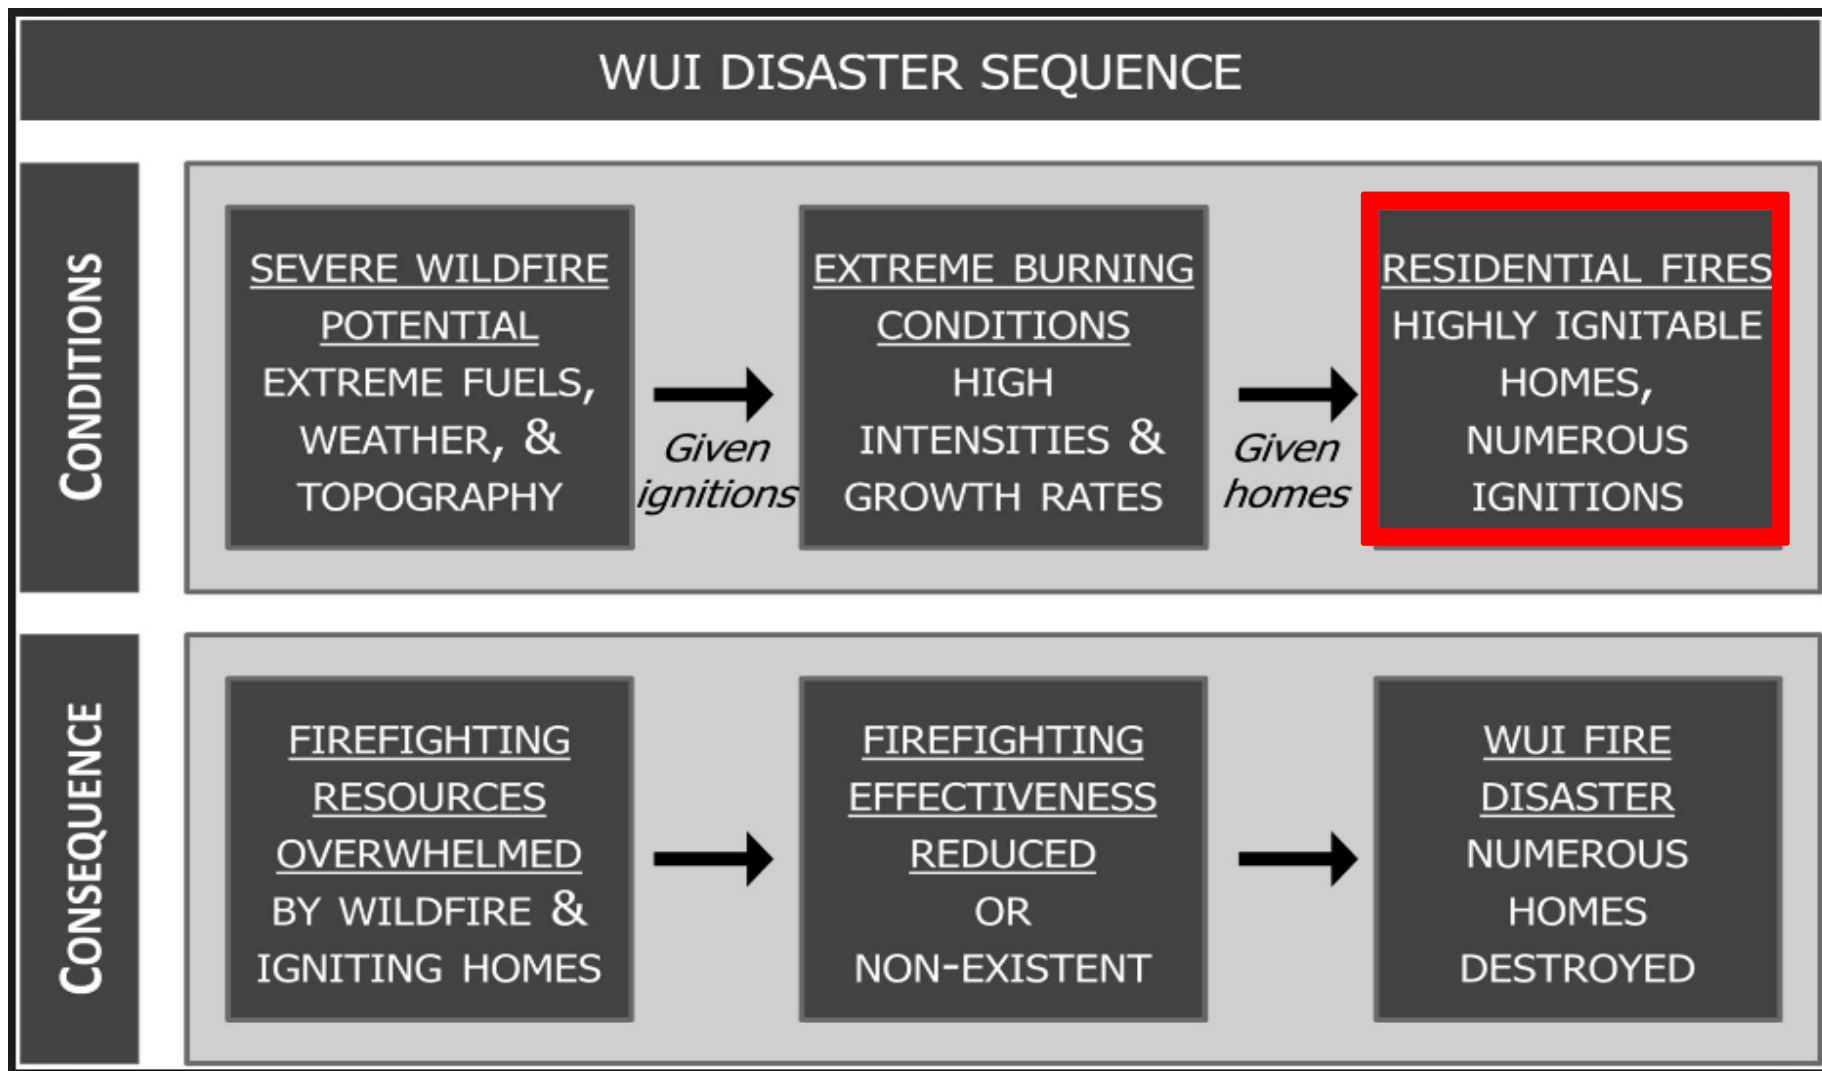 WUI DISASTER SEQUENCE
CONDITIONS
SEVERE WILDFIRE
POTENTIAL
EXTREME FUELS,
WEATHER, &
TOPOGRAPHY
Given
ignitions
EXTREME BURNING
CONDITIONS
HIGH
INTENSITIES &
GROWTH RATES
Given
homes
RESIDENTIAL FIRES
HIGHLY IGNITABLE
HOMES,
NUMEROUS
IGNITIONS
CONSEQUENCE
FIREFIGHTING
RESOURCES
OVERWHELMED
BY WILDFIRE &
IGNITING HOMES
FIREFIGHTING
EFFECTIVENESS
REDUCED
OR
NON-EXISTENT
WUI FIRE
DISASTER
NUMEROUS
HOMES
DESTROYED